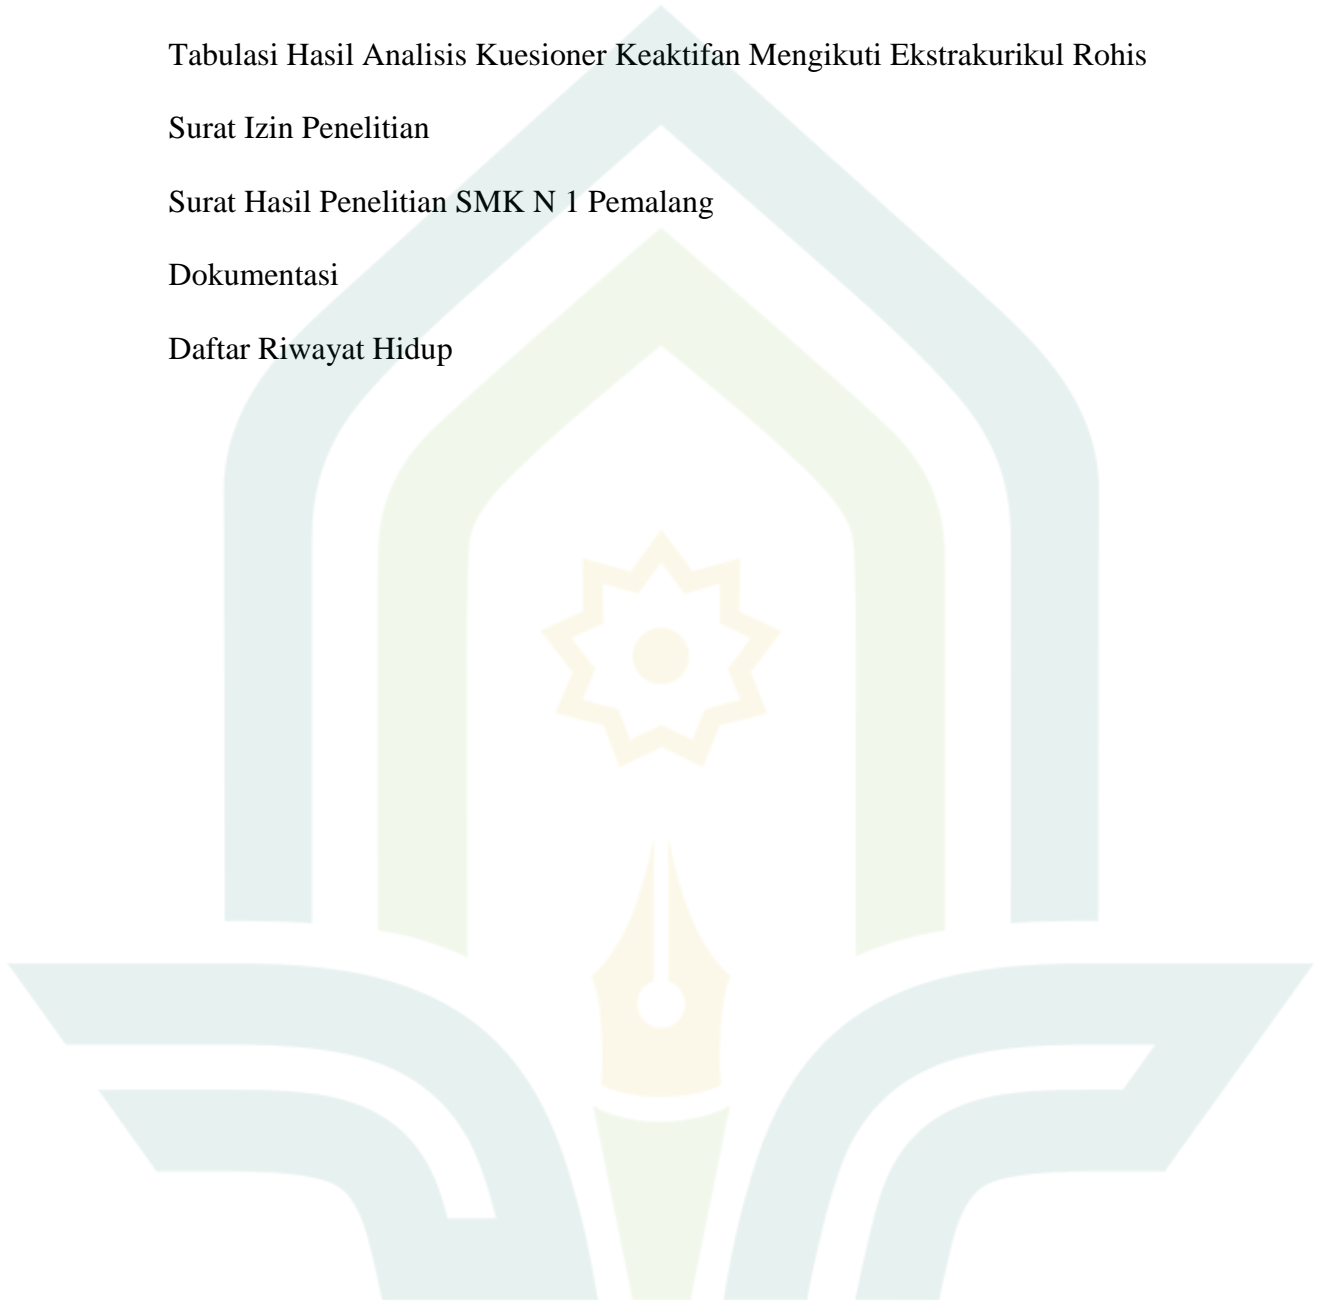 Tabulasi Hasil Analisis Kuesioner Keaktifan Mengikuti Ekstrakurikul Rohis
Surat Izin Penelitian
Surat Hasil Penelitian SMK N 1 Pemalang
Dokumentasi
Daftar Riwayat Hidup